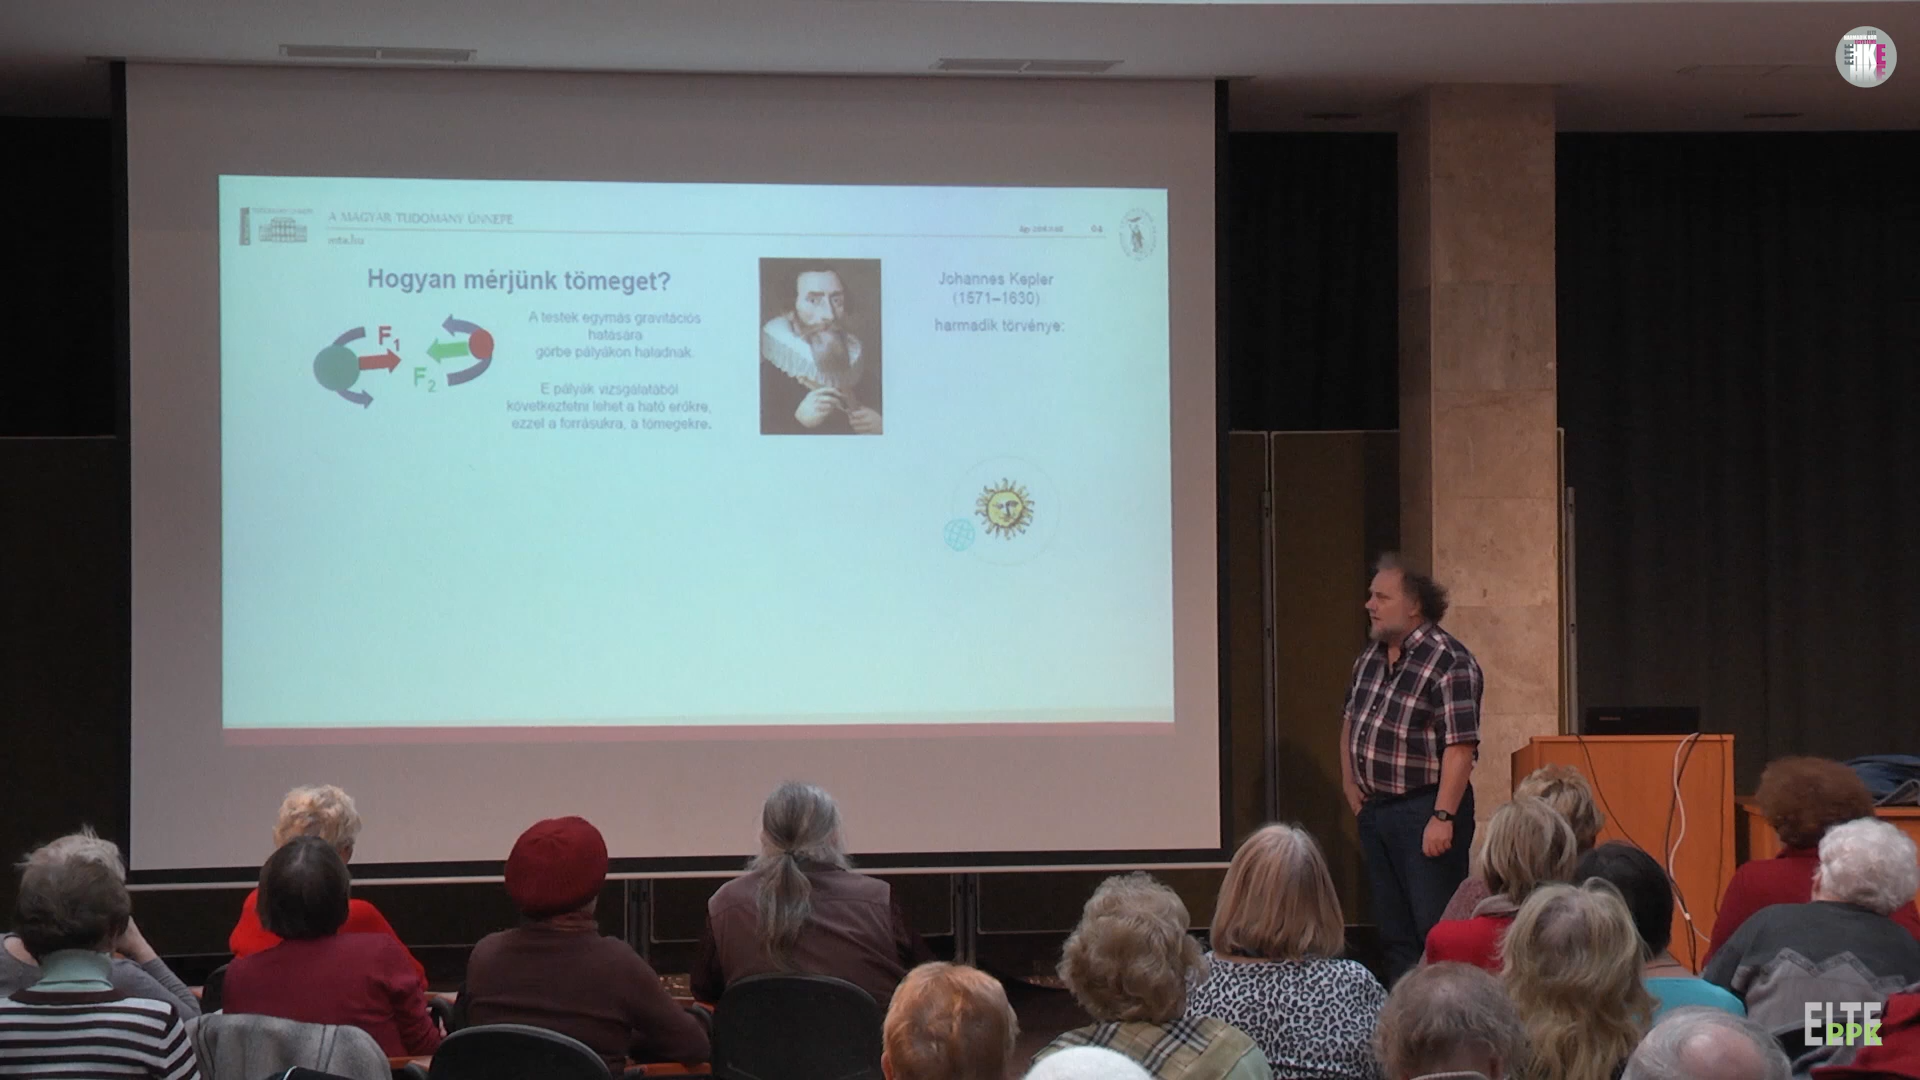 A MAGYAR TUDOMÁNY ÜNNEPE
mta.hu
Hogyan mérjünk tömeget?
F1
F2
A testek egymás gravitációs
hatására
görbe pályákon haladnak.
E pályák vizsgálatából
következtetni lehet a ható erőkre,
ezzel a forrásukra, a tömegekre.
Johannes Kepler
(1571–1630)
harmadik törvénye:
ELTE
PPK